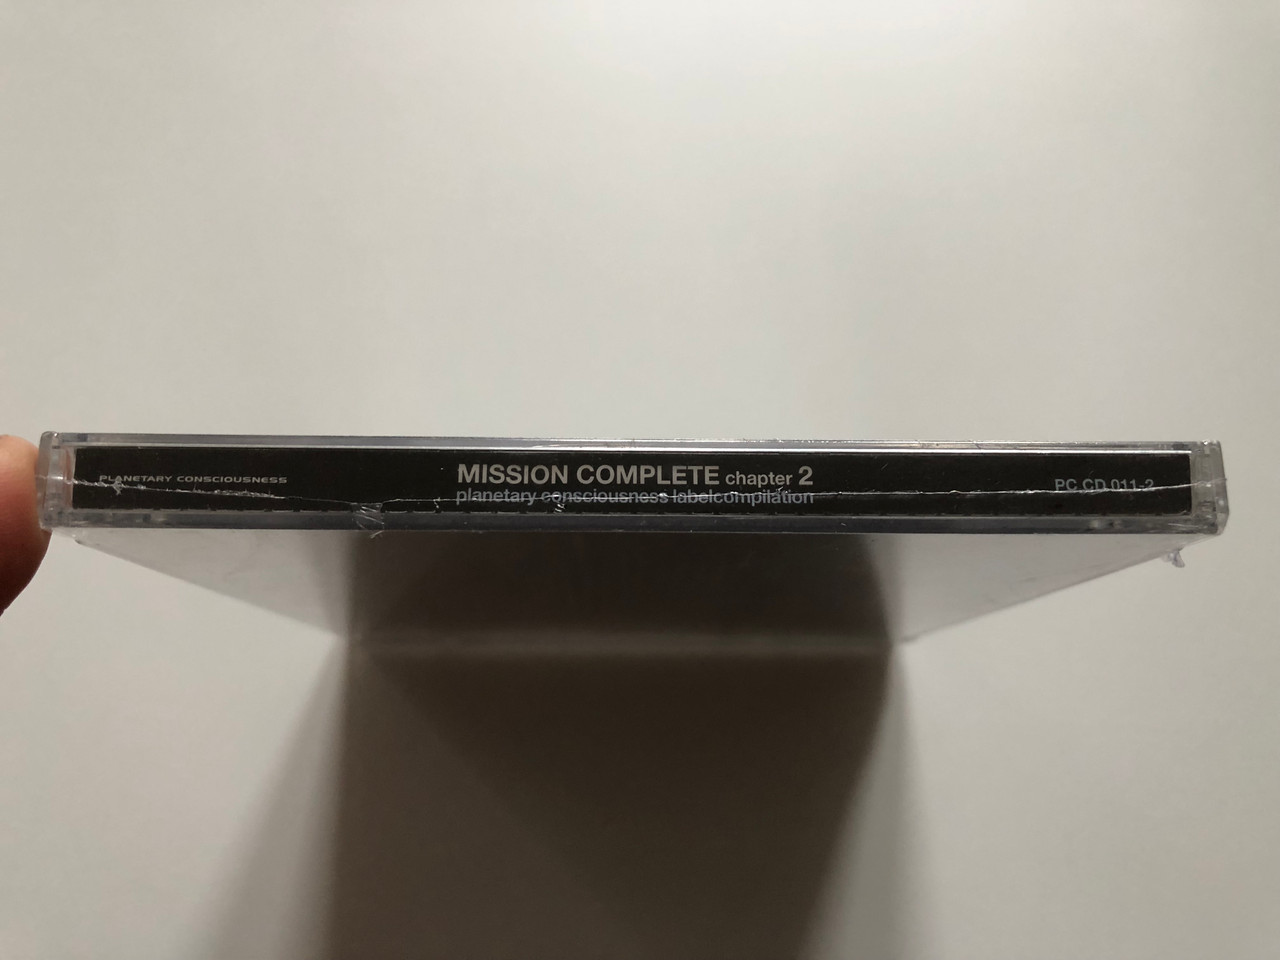 PLANETARY CONSCIOUSNESS
MISSION COMPLETE chapter 2
planetary consciousness labelcompilation
PC CD 011-2